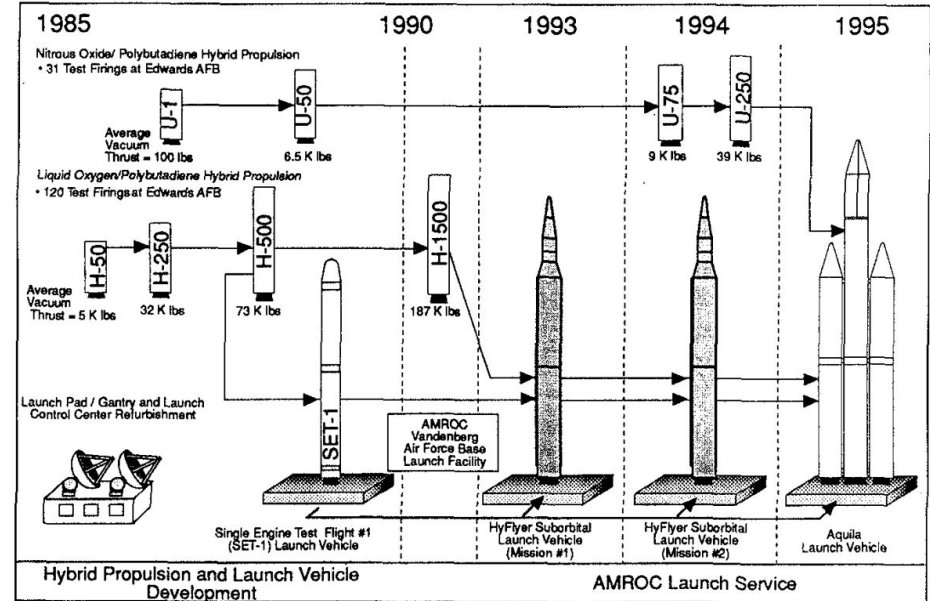 1985
1990
1993
1994
1995
Nitrous Oxide/ Polybutadiene Hybrid Propulsion
• 31 Test Firings at Edwards AFB
U-1
U-50
U-75
U-250
Average
Vacuum
Thrust = 100 lbs
6.5 K lbs
9 K lbs
39 K lbs
Liquid Oxygen/Polybutadiene Hybrid Propulsion
• 120 Test Firings at Edwards AFB
H-50
H-250
H-500
H-1500
Average
Vacuum
Thrust = 5 K lbs
32 K lbs
73 K lbs
187 K lbs
Launch Pad / Gantry and Launch
Control Center Refurbishment
SET-1
AMROC
Vandenberg
Air Force Base
Launch Facility
Single Engine Test Flight #1
(SET-1) Launch Vehicle
HyFlyer Suborbital
Launch Vehicle
(Mission #1)
HyFlyer Suborbital
Launch Vehicle
(Mission #2)
Aquila
Launch Vehicle
Hybrid Propulsion and Launch Vehicle
Development
AMROC Launch Service